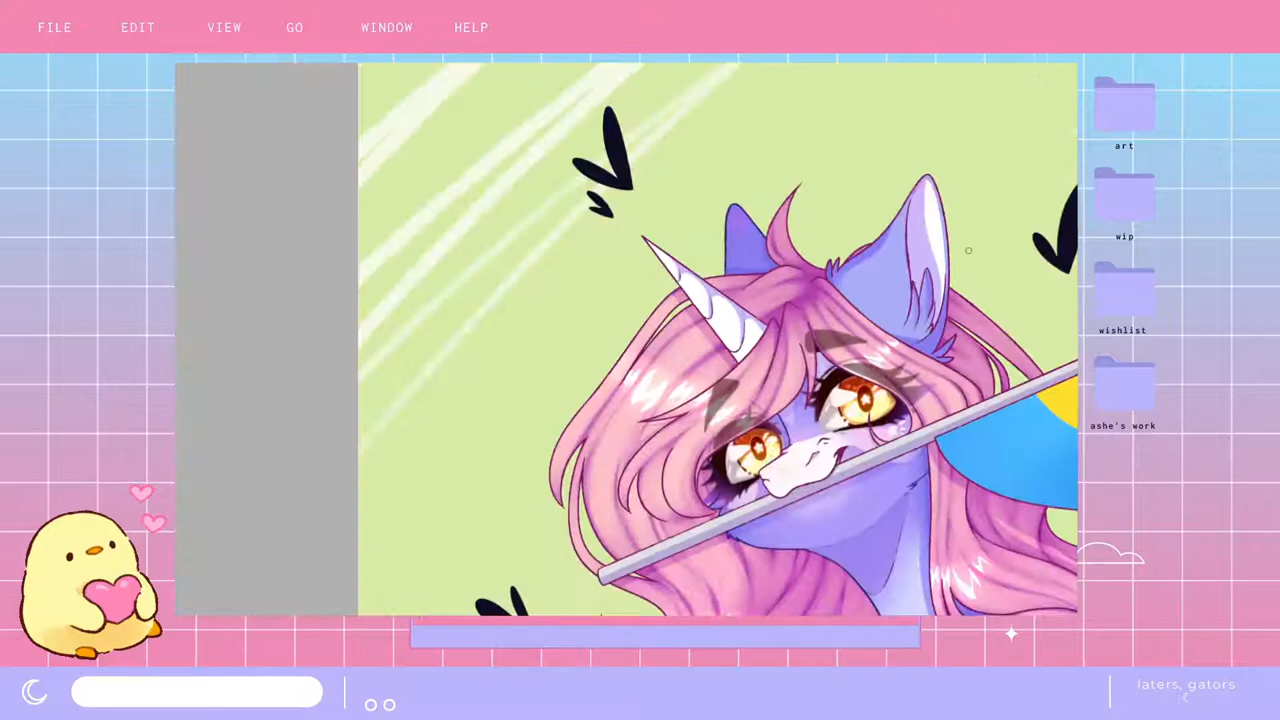 FILE EDIT VIEW GO WINDOW HELP
art
wip
wishlist
ashe's work
laters, gators